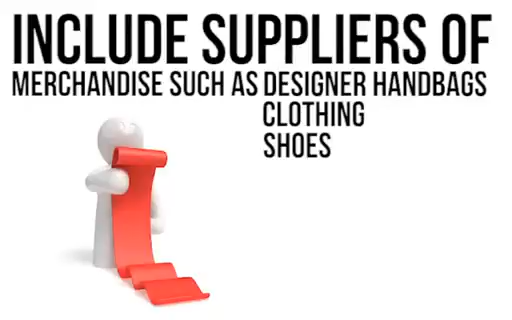 INCLUDE SUPPLIERS OF
MERCHANDISE SUCH AS DESIGNER HANDBAGS
CLOTHING
SHOES